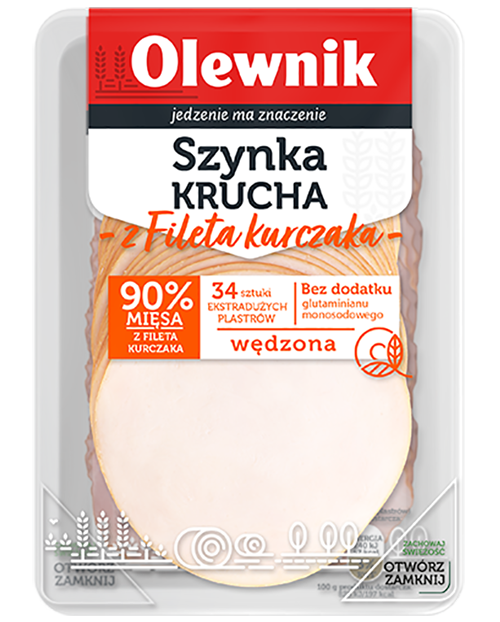 Olewnik
jedzenie ma znaczenie
Szynka
KRUCHA
- z Fileta kurczaka -
90%
MIĘSA
Z FILETA
KURCZAKA
34 sztuki
EKSTRADUŻYCH
PLASTRÓW
Bez dodatku
glutaminianu
monosodowego
wędzona
ZACHOWAJ
ŚWIEŻOŚĆ
OTWÓRZ
ZAMKNIJ
OTWÓRZ
ZAMKNIJ